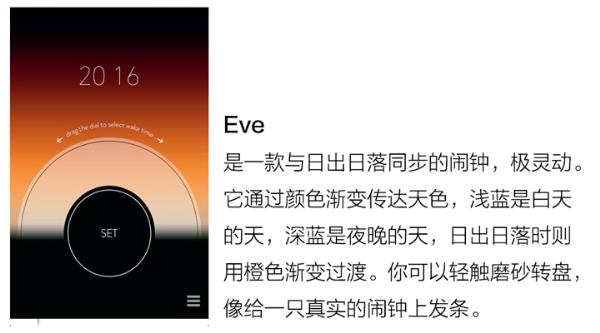 20 16
drag the dial to select wake time
SET
Eve
是一款与日出日落同步的闹钟，极灵动。
它通过颜色渐变传达天色，浅蓝是白天
的天，深蓝是夜晚的天，日出日落时则
用橙色渐变过渡。你可以轻触磨砂转盘，
像给一只真实的闹钟上发条。